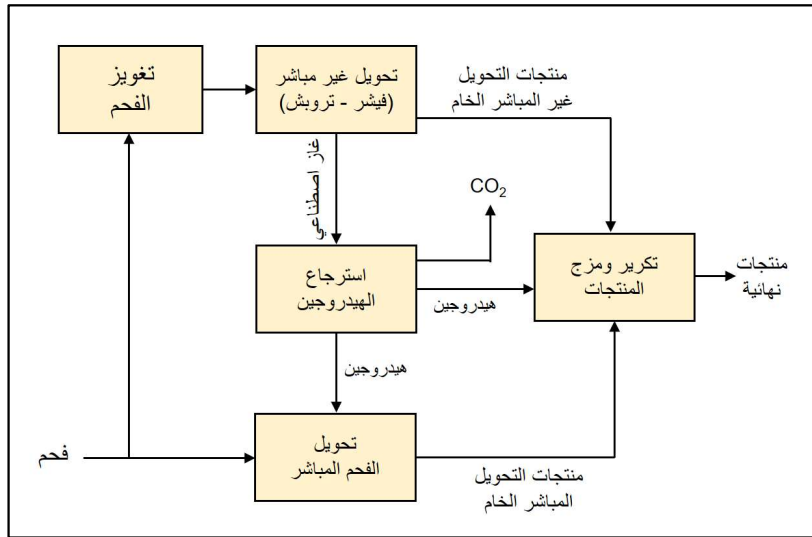 تغويز
الفحم
تحويل غير مباشر
(فيشر - تروبش)
منتجات التحويل
غير المباشر الخام
غاز اصطناعي
CO₂
استرجاع
الهيدروجين
هيدروجين
تكرير ومزج
المنتجات
منتجات
نهائية
هيدروجين
فحم
تحويل
الفحم المباشر
منتجات التحويل
المباشر الخام